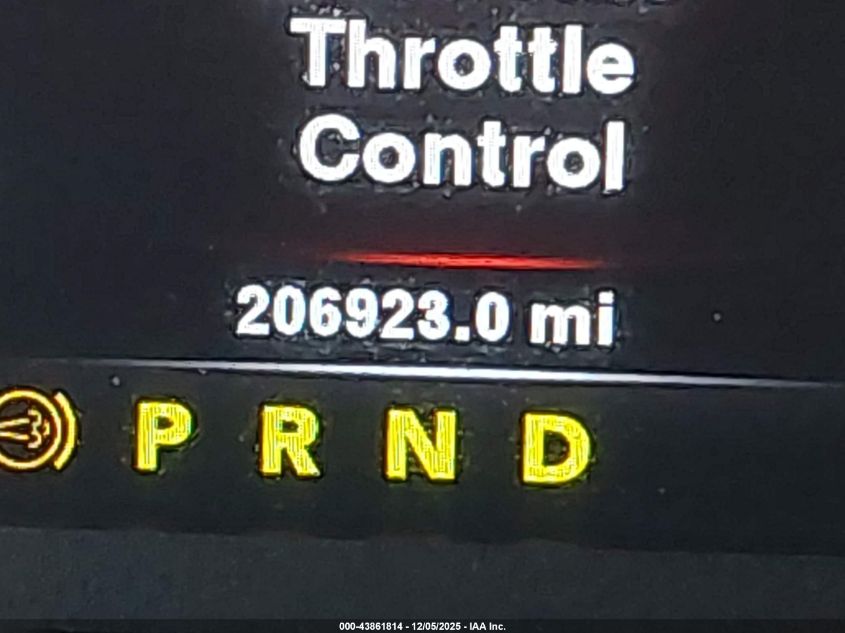 Throttle
Control
206923.0 mi
P R N D
000-43861814 - 12/05/2025 - IAA Inc.